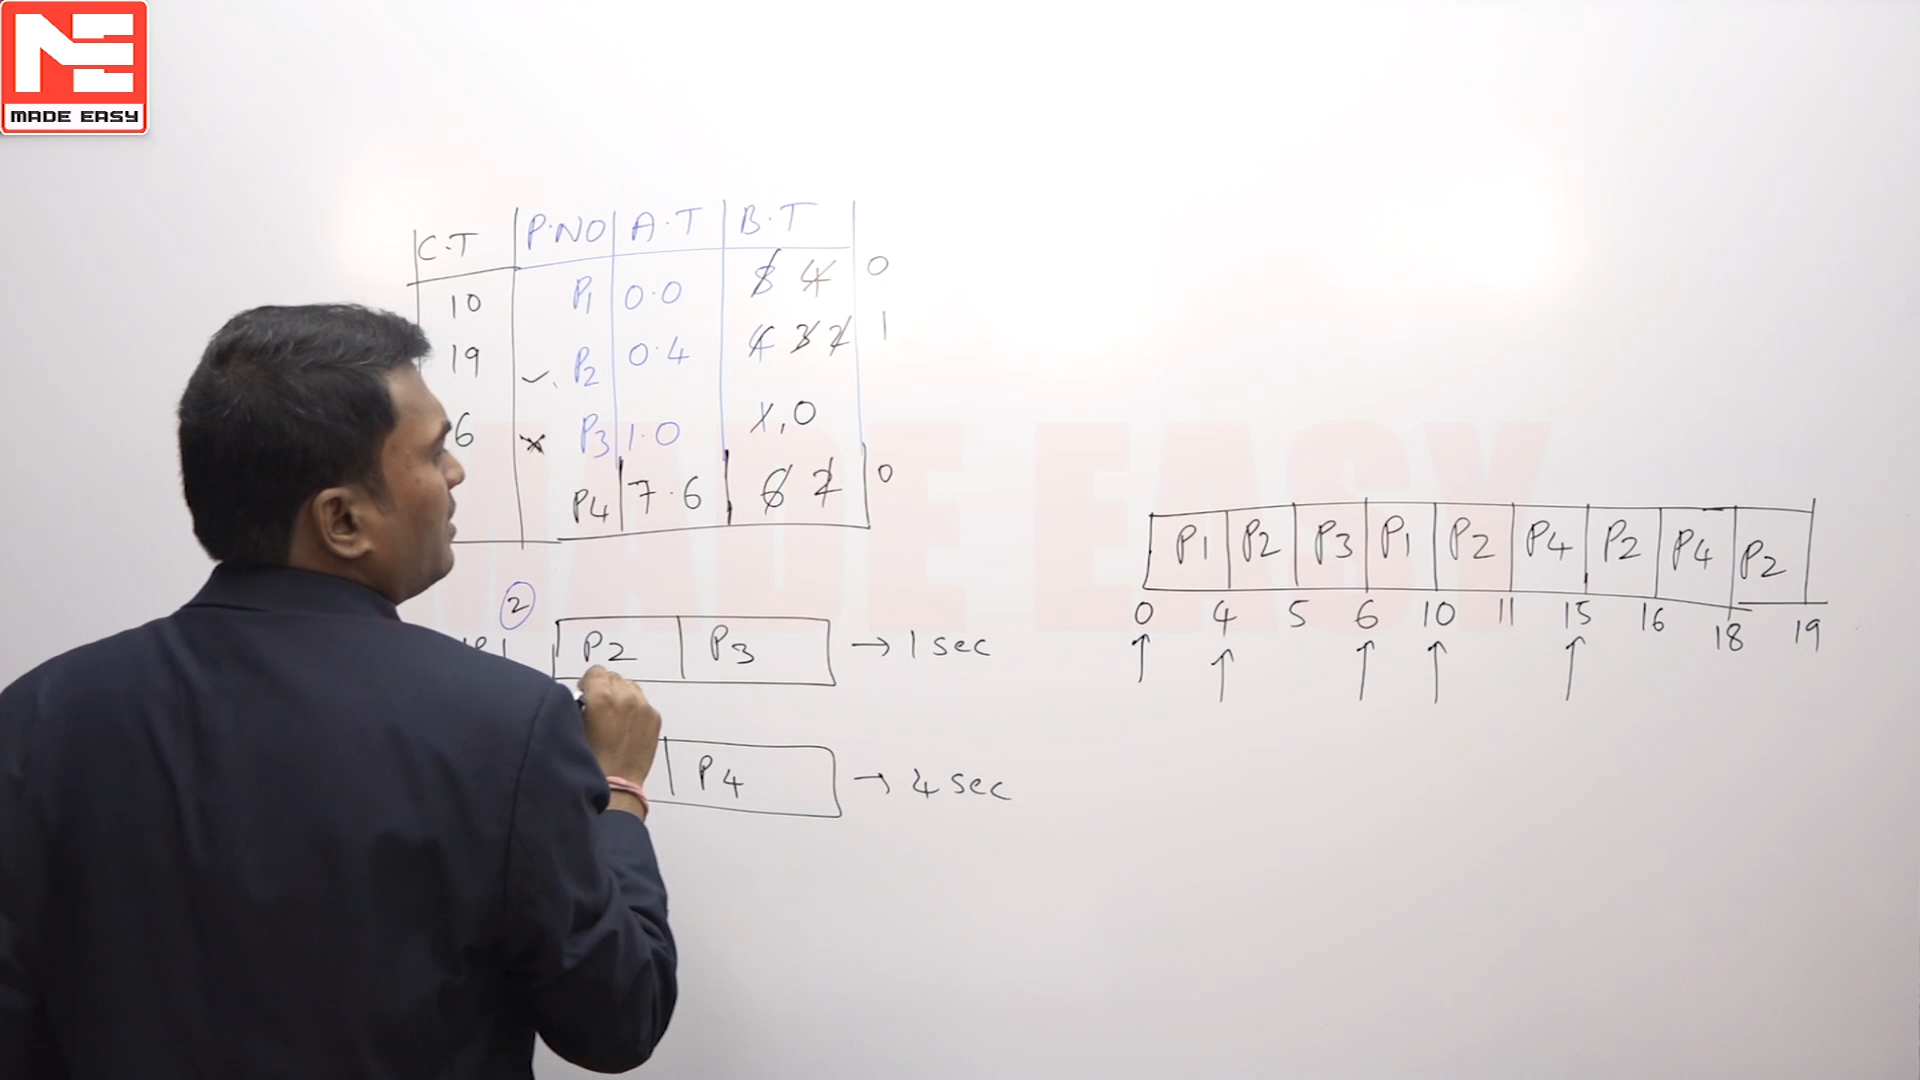 MADE EASY
C.T P.NO A.T B.T
10 P1 0.0 8 4 0
19 P2 0.4 4 3 2 1
6 P3 1.0 1, 0
P4 7.6 6 2 0
2
P2 P3 → 1 sec
P4 → 4 sec
P1 P2 P3 P1 P2 P4 P2 P4 P2
0 4 5 6 10 11 15 16 18 19
MADE EASY